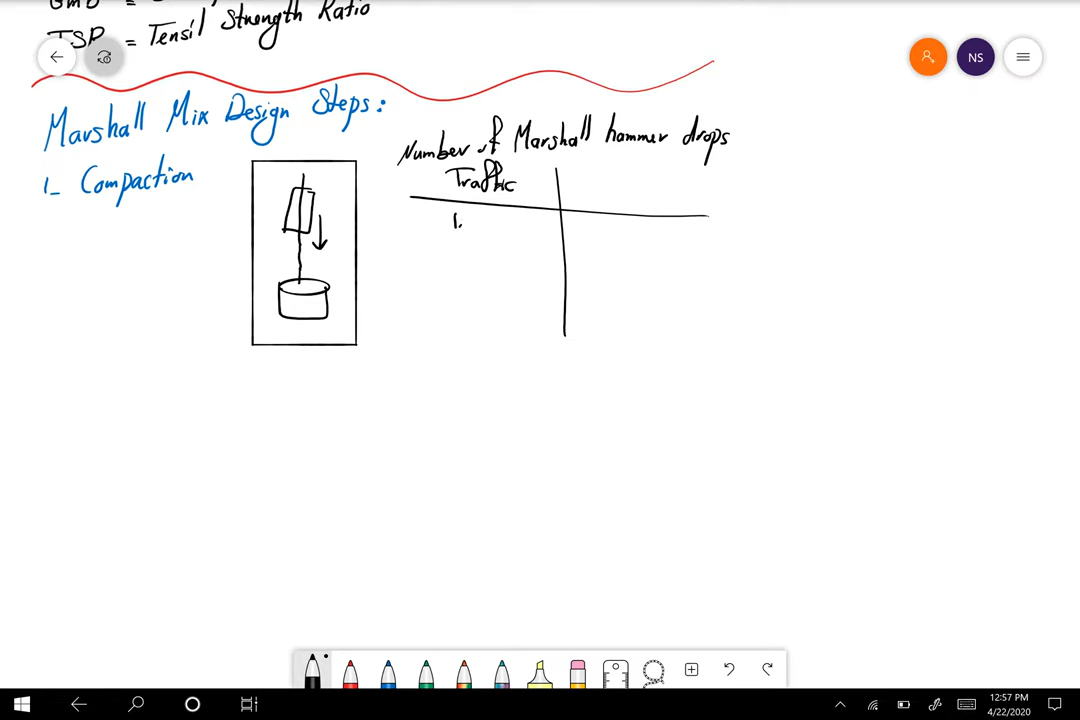 = Tensil Strength Ratio
TSR
NS
Marshall Mix Design Steps:
1- Compaction
Number of Marshall hammer drops
Traffic
1.
12:57 PM
4/22/2020